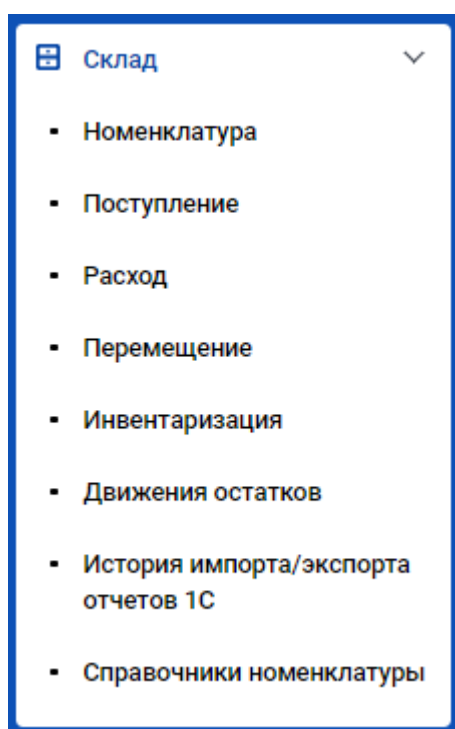 Склад
Номенклатура
Поступление
Расход
Перемещение
Инвентаризация
Движения остатков
История импорта/экспорта
отчетов 1С
Справочники номенклатуры